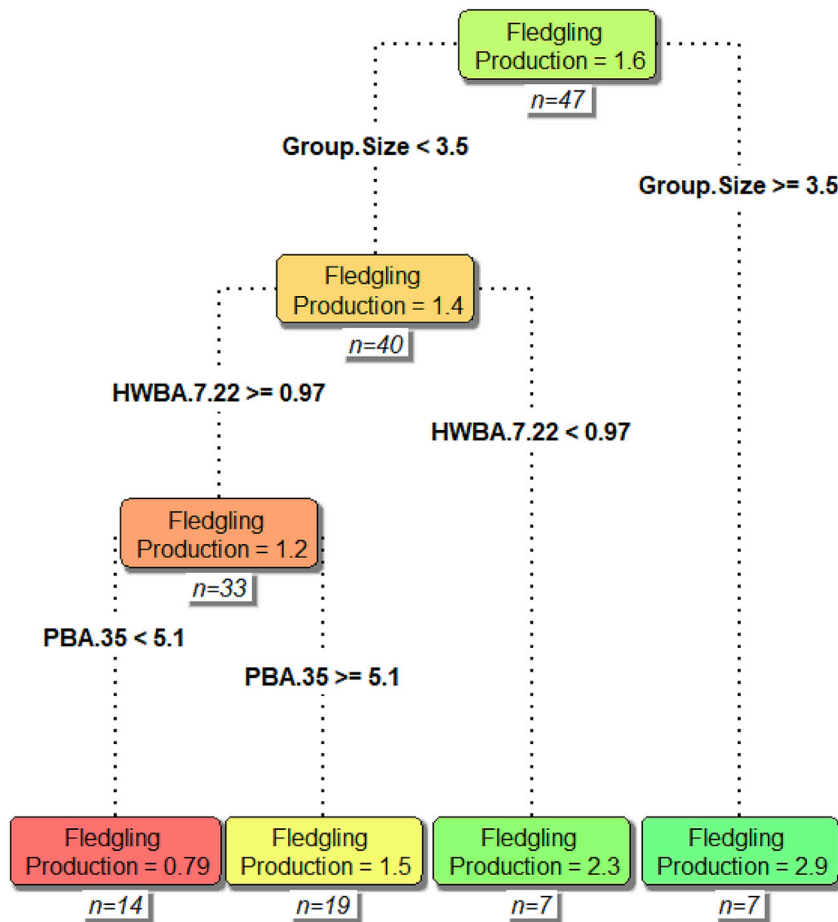 Fledgling
Production = 1.6
n=47
Group.Size < 3.5
Group.Size >= 3.5
Fledgling
Production = 1.4
n=40
HWBA.7.22 >= 0.97
HWBA.7.22 < 0.97
Fledgling
Production = 1.2
n=33
PBA.35 < 5.1
PBA.35 >= 5.1
Fledgling
Production = 0.79
n=14
Fledgling
Production = 1.5
n=19
Fledgling
Production = 2.3
n=7
Fledgling
Production = 2.9
n=7